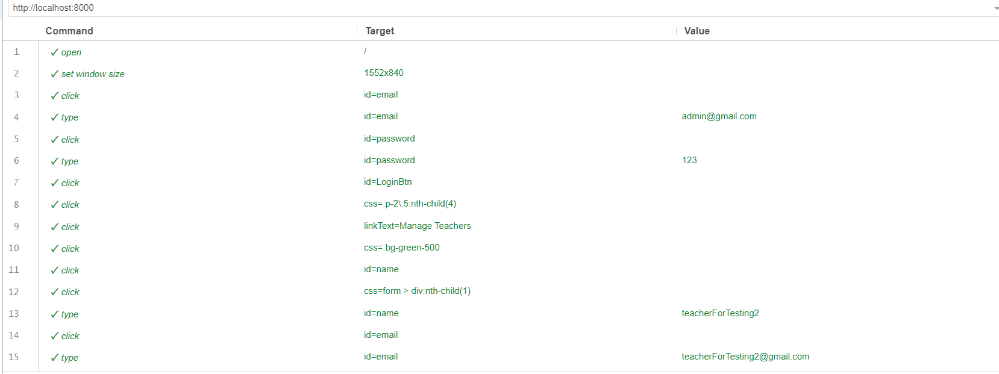 http://localhost:8000
Command Target Value
1 ✓ open /
2 ✓ set window size 1552x840
3 ✓ click id=email
4 ✓ type id=email admin@gmail.com
5 ✓ click id=password
6 ✓ type id=password 123
7 ✓ click id=LoginBtn
8 ✓ click css=.p-2\.5:nth-child(4)
9 ✓ click linkText=Manage Teachers
10 ✓ click css=.bg-green-500
11 ✓ click id=name
12 ✓ click css=form > div:nth-child(1)
13 ✓ type id=name teacherForTesting2
14 ✓ click id=email
15 ✓ type id=email teacherForTesting2@gmail.com